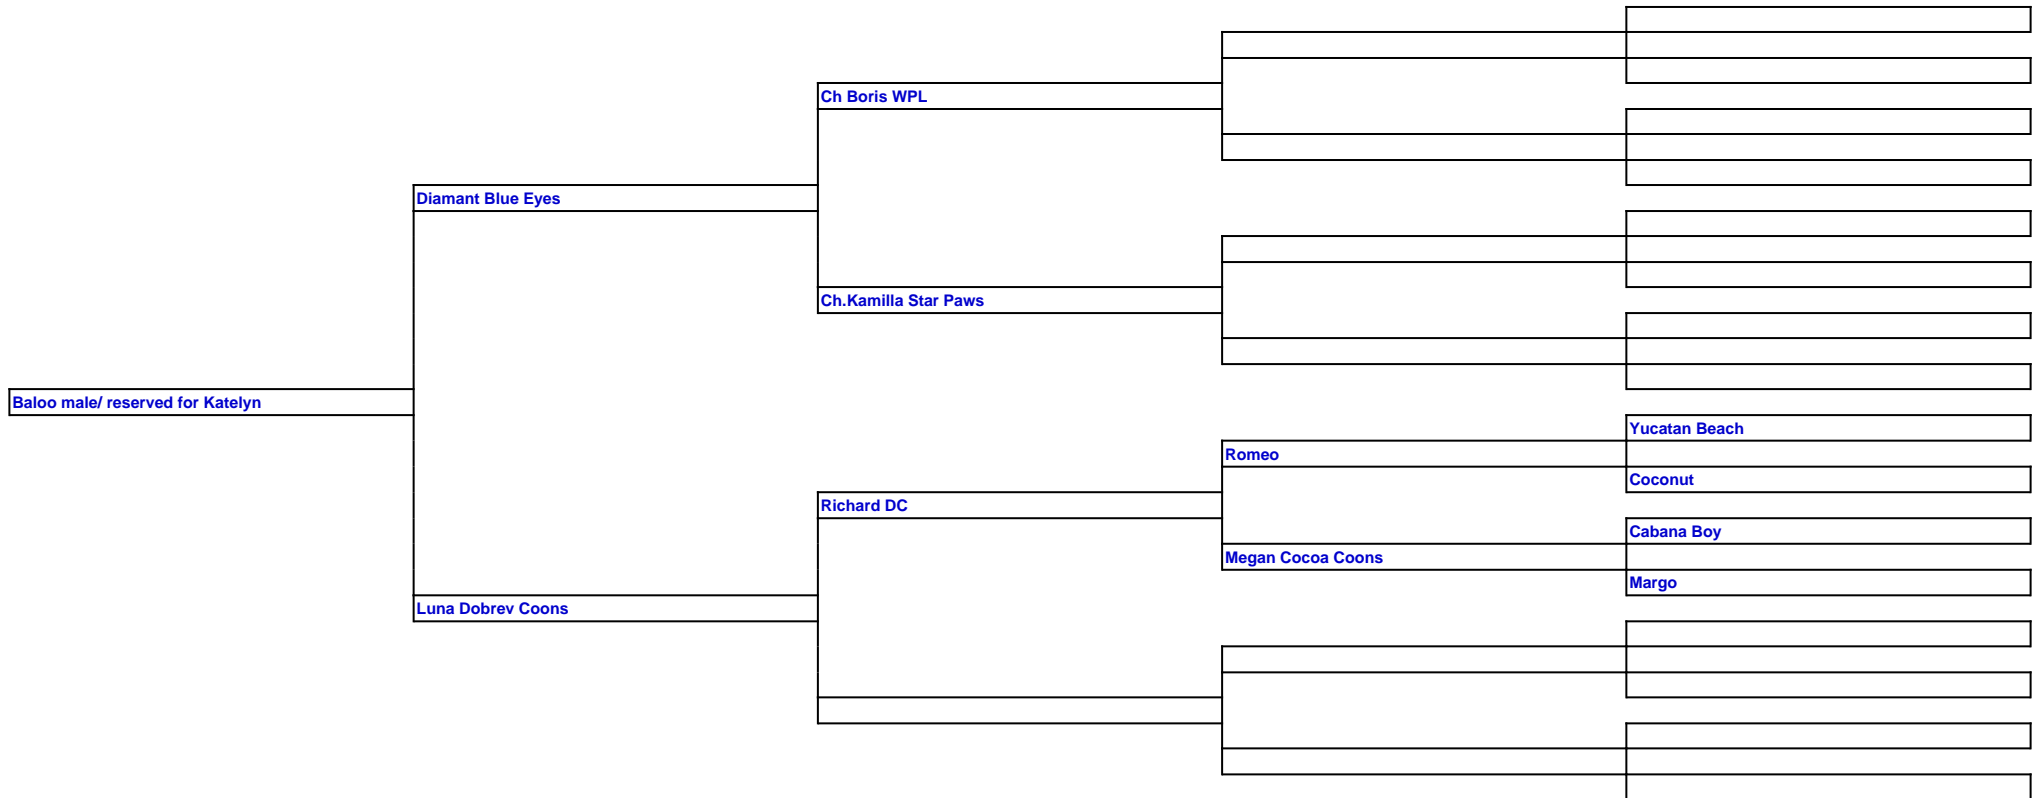 Ch Boris WPL
Diamant Blue Eyes
Ch.Kamilla Star Paws
Baloo male/ reserved for Katelyn
Yucatan Beach
Romeo
Coconut
Richard DC
Cabana Boy
Megan Cocoa Coons
Margo
Luna Dobrev Coons